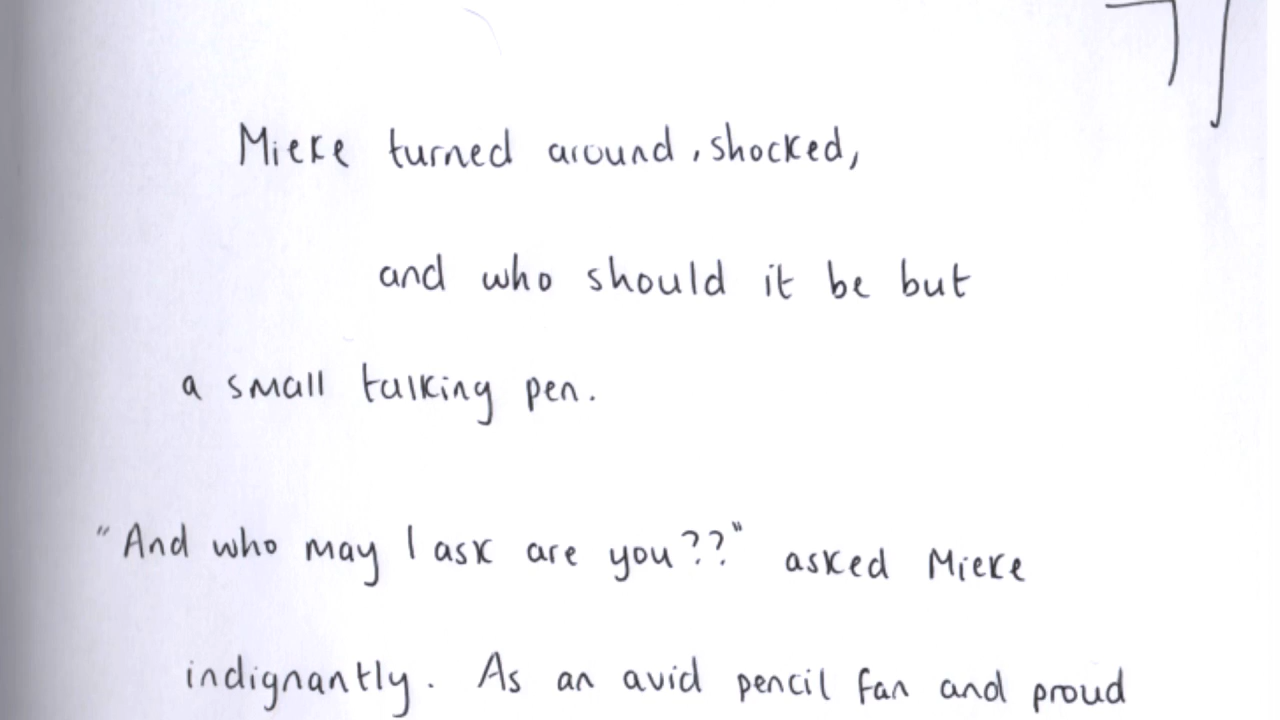 Mieke turned around, shocked,
and who should it be but
a small talking pen.
"And who may I ask are you??" asked Mieke
indignantly. As an avid pencil fan and proud